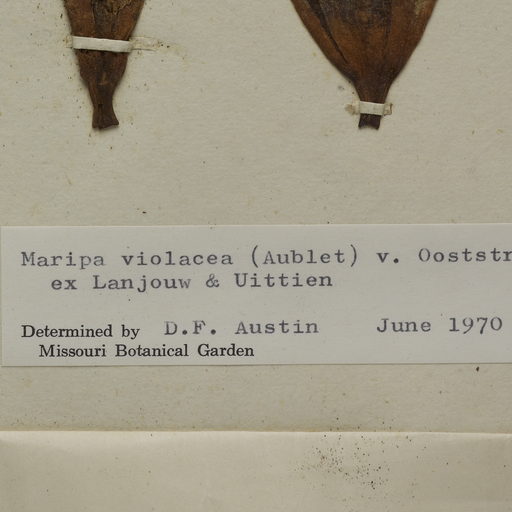 Maripa violacea (Aublet) v. Ooststr
ex Lanjouw & Uittien
Determined by D.F. Austin June 1970
Missouri Botanical Garden